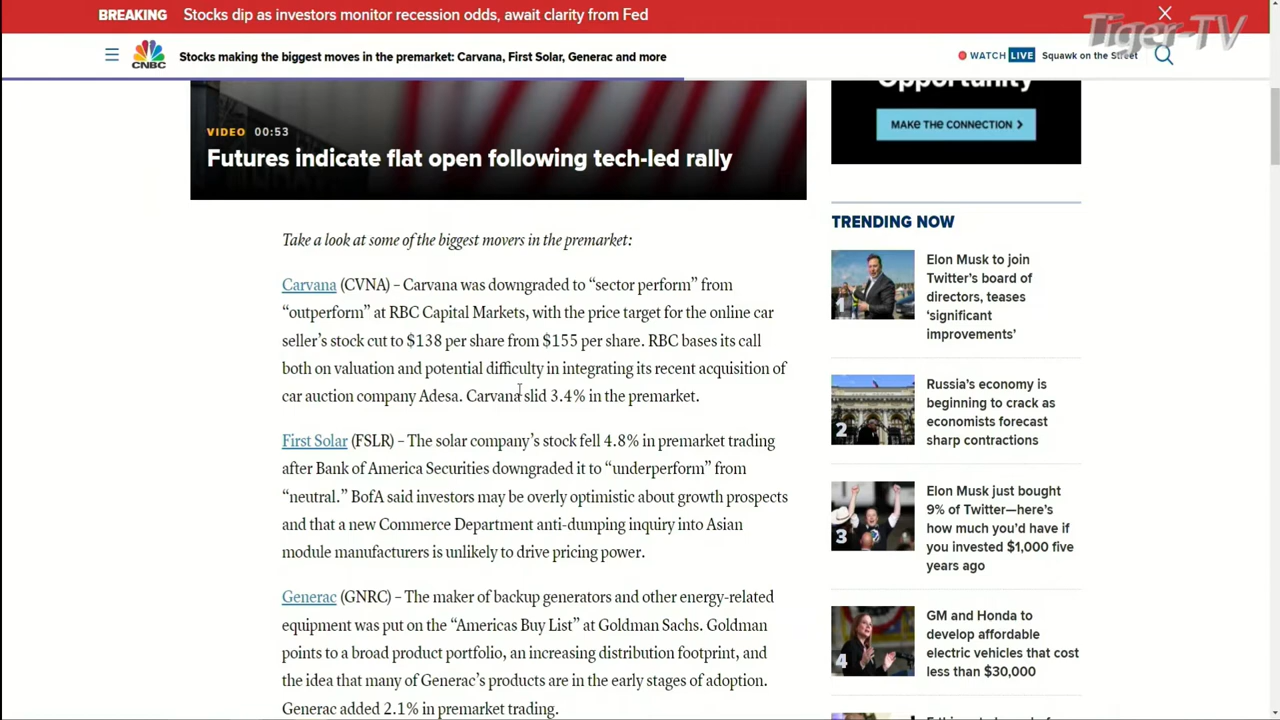 BREAKING Stocks dip as investors monitor recession odds, await clarity from Fed
Tiger-TV
CNBC
Stocks making the biggest moves in the premarket: Carvana, First Solar, Generac and more
WATCH LIVE Squawk on the Street
Opportunity
MAKE THE CONNECTION
VIDEO 00:53
Futures indicate flat open following tech-led rally
Take a look at some of the biggest movers in the premarket:
Carvana (CVNA) – Carvana was downgraded to “sector perform” from
“outperform” at RBC Capital Markets, with the price target for the online car
seller’s stock cut to $138 per share from $155 per share. RBC bases its call
both on valuation and potential difficulty in integrating its recent acquisition of
car auction company Adesa. Carvana slid 3.4% in the premarket.
First Solar (FSLR) – The solar company’s stock fell 4.8% in premarket trading
after Bank of America Securities downgraded it to “underperform” from
“neutral.” BofA said investors may be overly optimistic about growth prospects
and that a new Commerce Department anti-dumping inquiry into Asian
module manufacturers is unlikely to drive pricing power.
Generac (GNRC) – The maker of backup generators and other energy-related
equipment was put on the “Americas Buy List” at Goldman Sachs. Goldman
points to a broad product portfolio, an increasing distribution footprint, and
the idea that many of Generac’s products are in the early stages of adoption.
Generac added 2.1% in premarket trading.
TRENDING NOW
1
Elon Musk to join
Twitter’s board of
directors, teases
‘significant
improvements’
2
Russia’s economy is
beginning to crack as
economists forecast
sharp contractions
3
Elon Musk just bought
9% of Twitter—here’s
how much you’d have if
you invested $1,000 five
years ago
4
GM and Honda to
develop affordable
electric vehicles that cost
less than $30,000